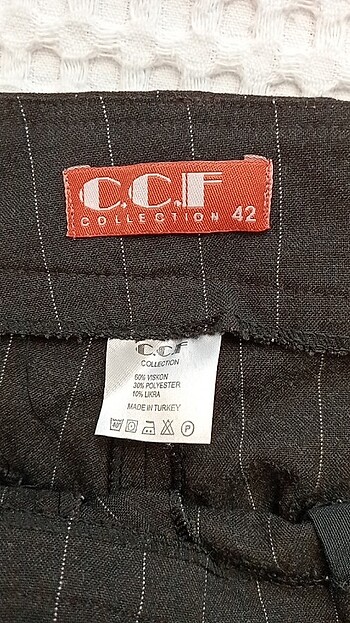 C.C.F
COLLECTION 42
C.C.F
COLLECTION
60% VISKON
30% POLYESTER
10% LIKRA
MADE IN TURKEY
P